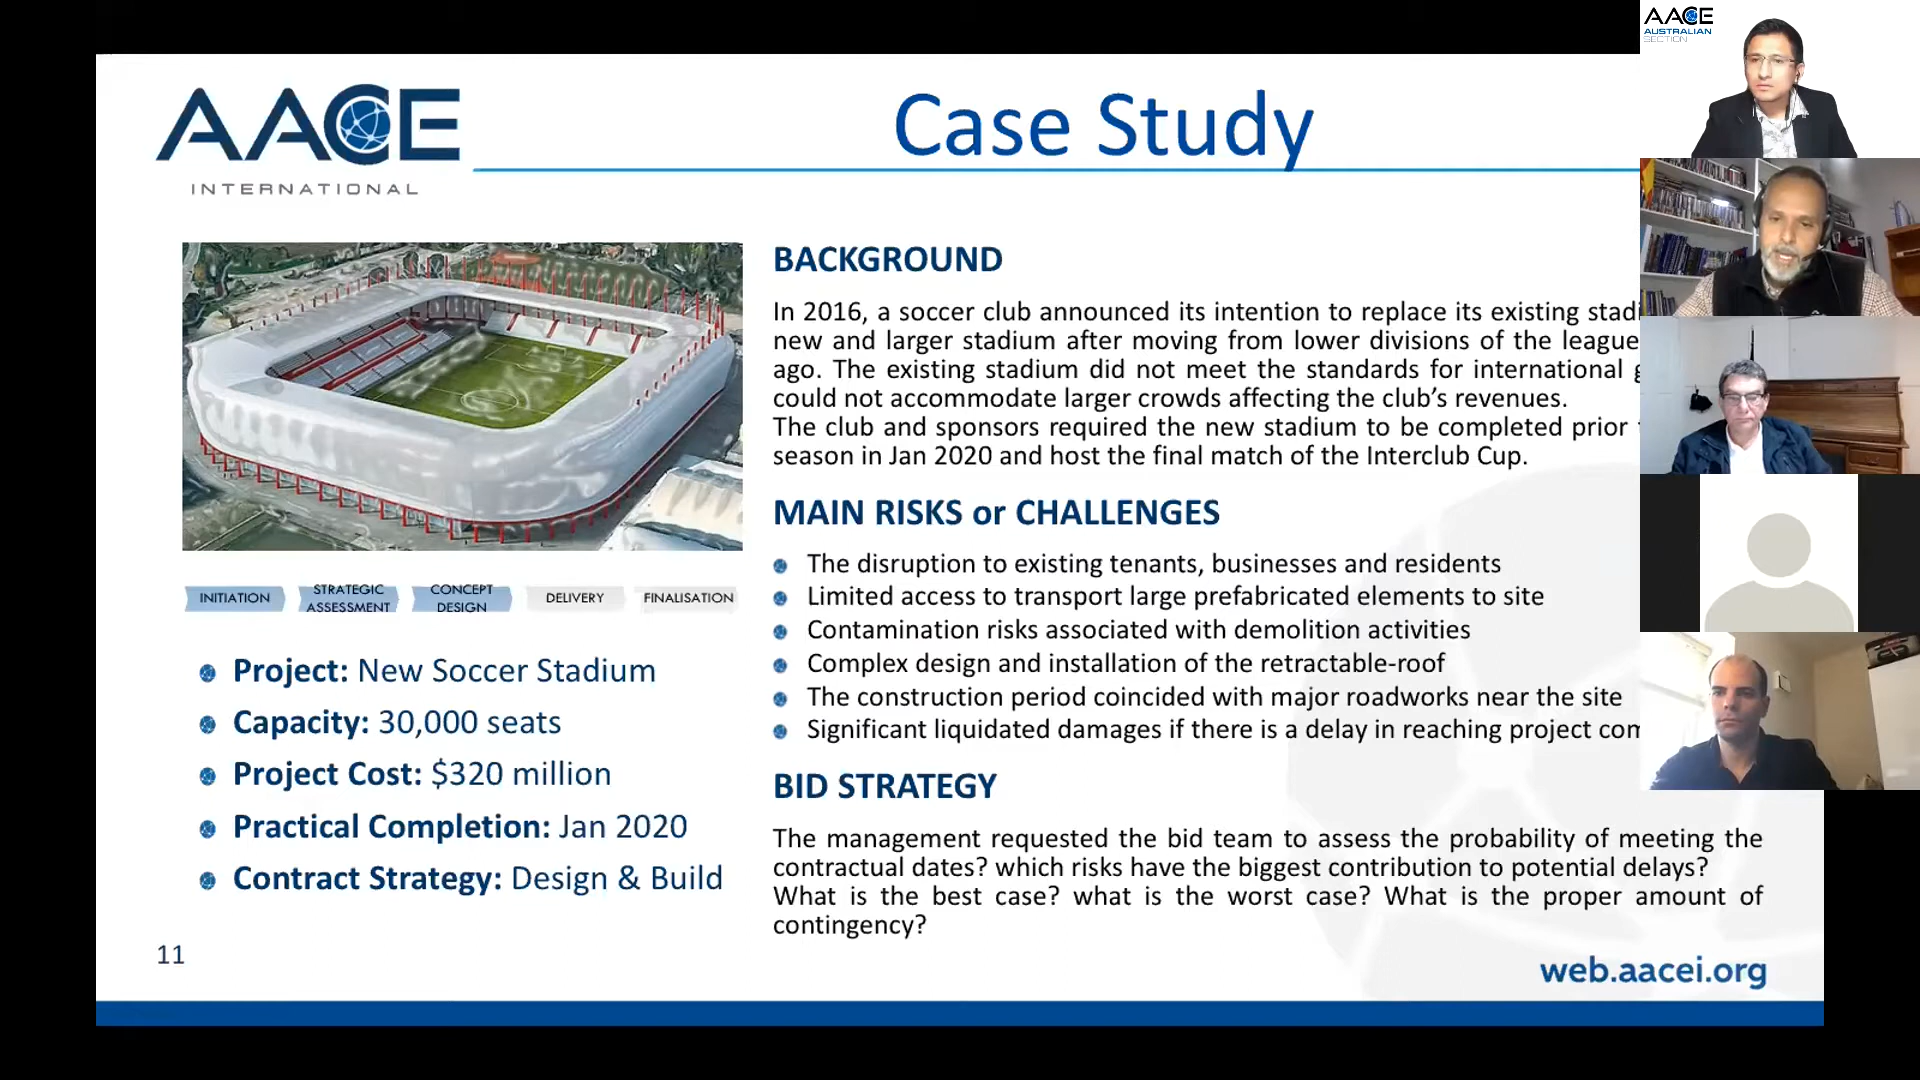 AACE
INTERNATIONAL
Case Study
BACKGROUND
In 2016, a soccer club announced its intention to replace its existing
new and larger stadium after moving from lower divisions of the league
ago. The existing stadium did not meet the standards for international
could not accommodate larger crowds affecting the club’s revenues.
The club and sponsors required the new stadium to be completed prior
season in Jan 2020 and host the final match of the Interclub Cup.
MAIN RISKS or CHALLENGES
The disruption to existing tenants, businesses and residents
Limited access to transport large prefabricated elements to site
Contamination risks associated with demolition activities
Complex design and installation of the retractable-roof
The construction period coincided with major roadworks near the site
Significant liquidated damages if there is a delay in reaching project
BID STRATEGY
The management requested the bid team to assess the probability of meeting the
contractual dates? which risks have the biggest contribution to potential delays?
What is the best case? what is the worst case? What is the proper amount of
contingency?
INITIATION
STRATEGIC
ASSESSMENT
CONCEPT
DESIGN
DELIVERY
FINALISATION
Project: New Soccer Stadium
Capacity: 30,000 seats
Project Cost: $320 million
Practical Completion: Jan 2020
Contract Strategy: Design & Build
11
web.aacei.org
AACE
AUSTRALIAN
SECTION